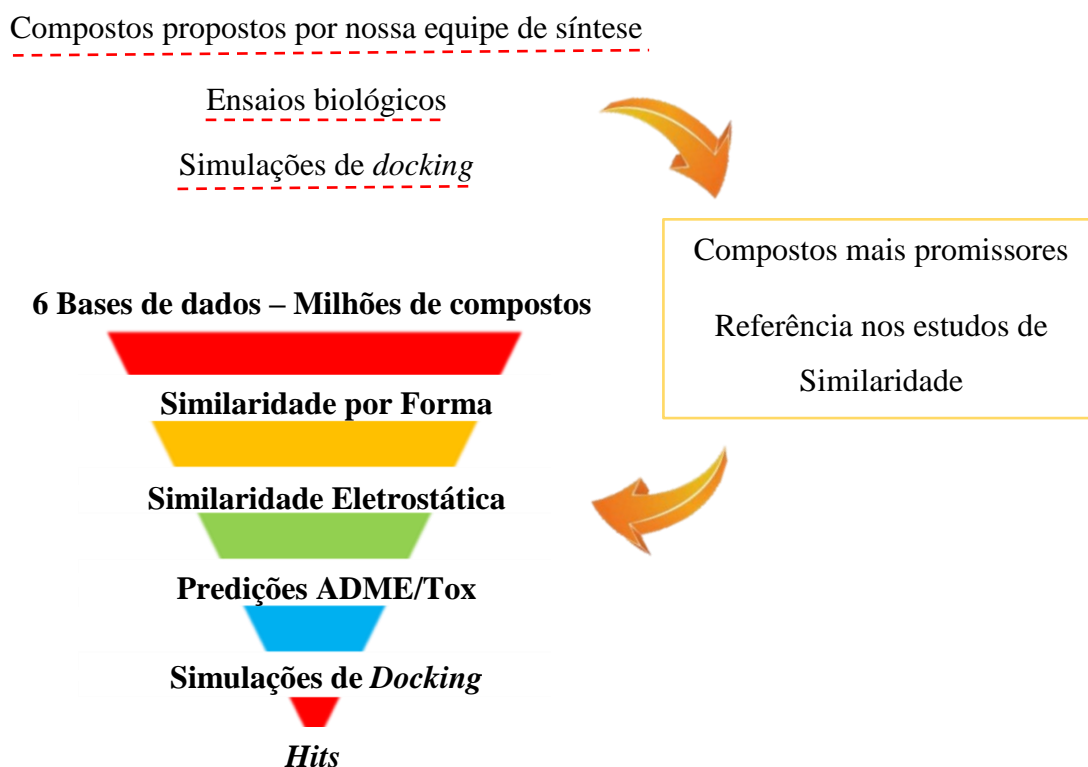 Compostos propostos por nossa equipe de síntese
Ensaios biológicos
Simulações de docking
Compostos mais promissores
Referência nos estudos de
Similaridade
6 Bases de dados – Milhões de compostos
Similaridade por Forma
Similaridade Eletrostática
Predições ADME/Tox
Simulações de Docking
Hits